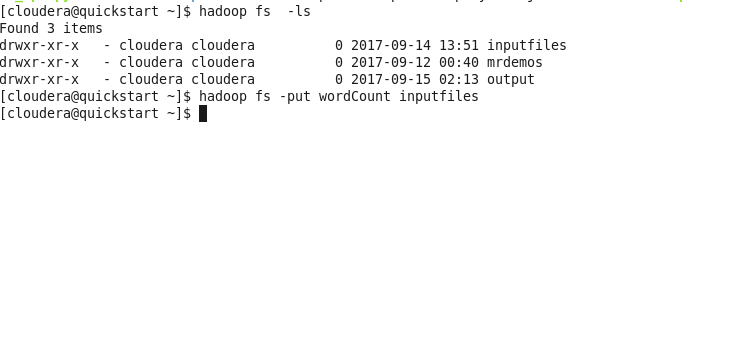 [cloudera@quickstart ~]$ hadoop fs  -ls
Found 3 items
drwxr-xr-x   - cloudera cloudera          0 2017-09-14 13:51 inputfiles
drwxr-xr-x   - cloudera cloudera          0 2017-09-12 00:40 mrdemos
drwxr-xr-x   - cloudera cloudera          0 2017-09-15 02:13 output
[cloudera@quickstart ~]$ hadoop fs -put wordCount inputfiles
[cloudera@quickstart ~]$